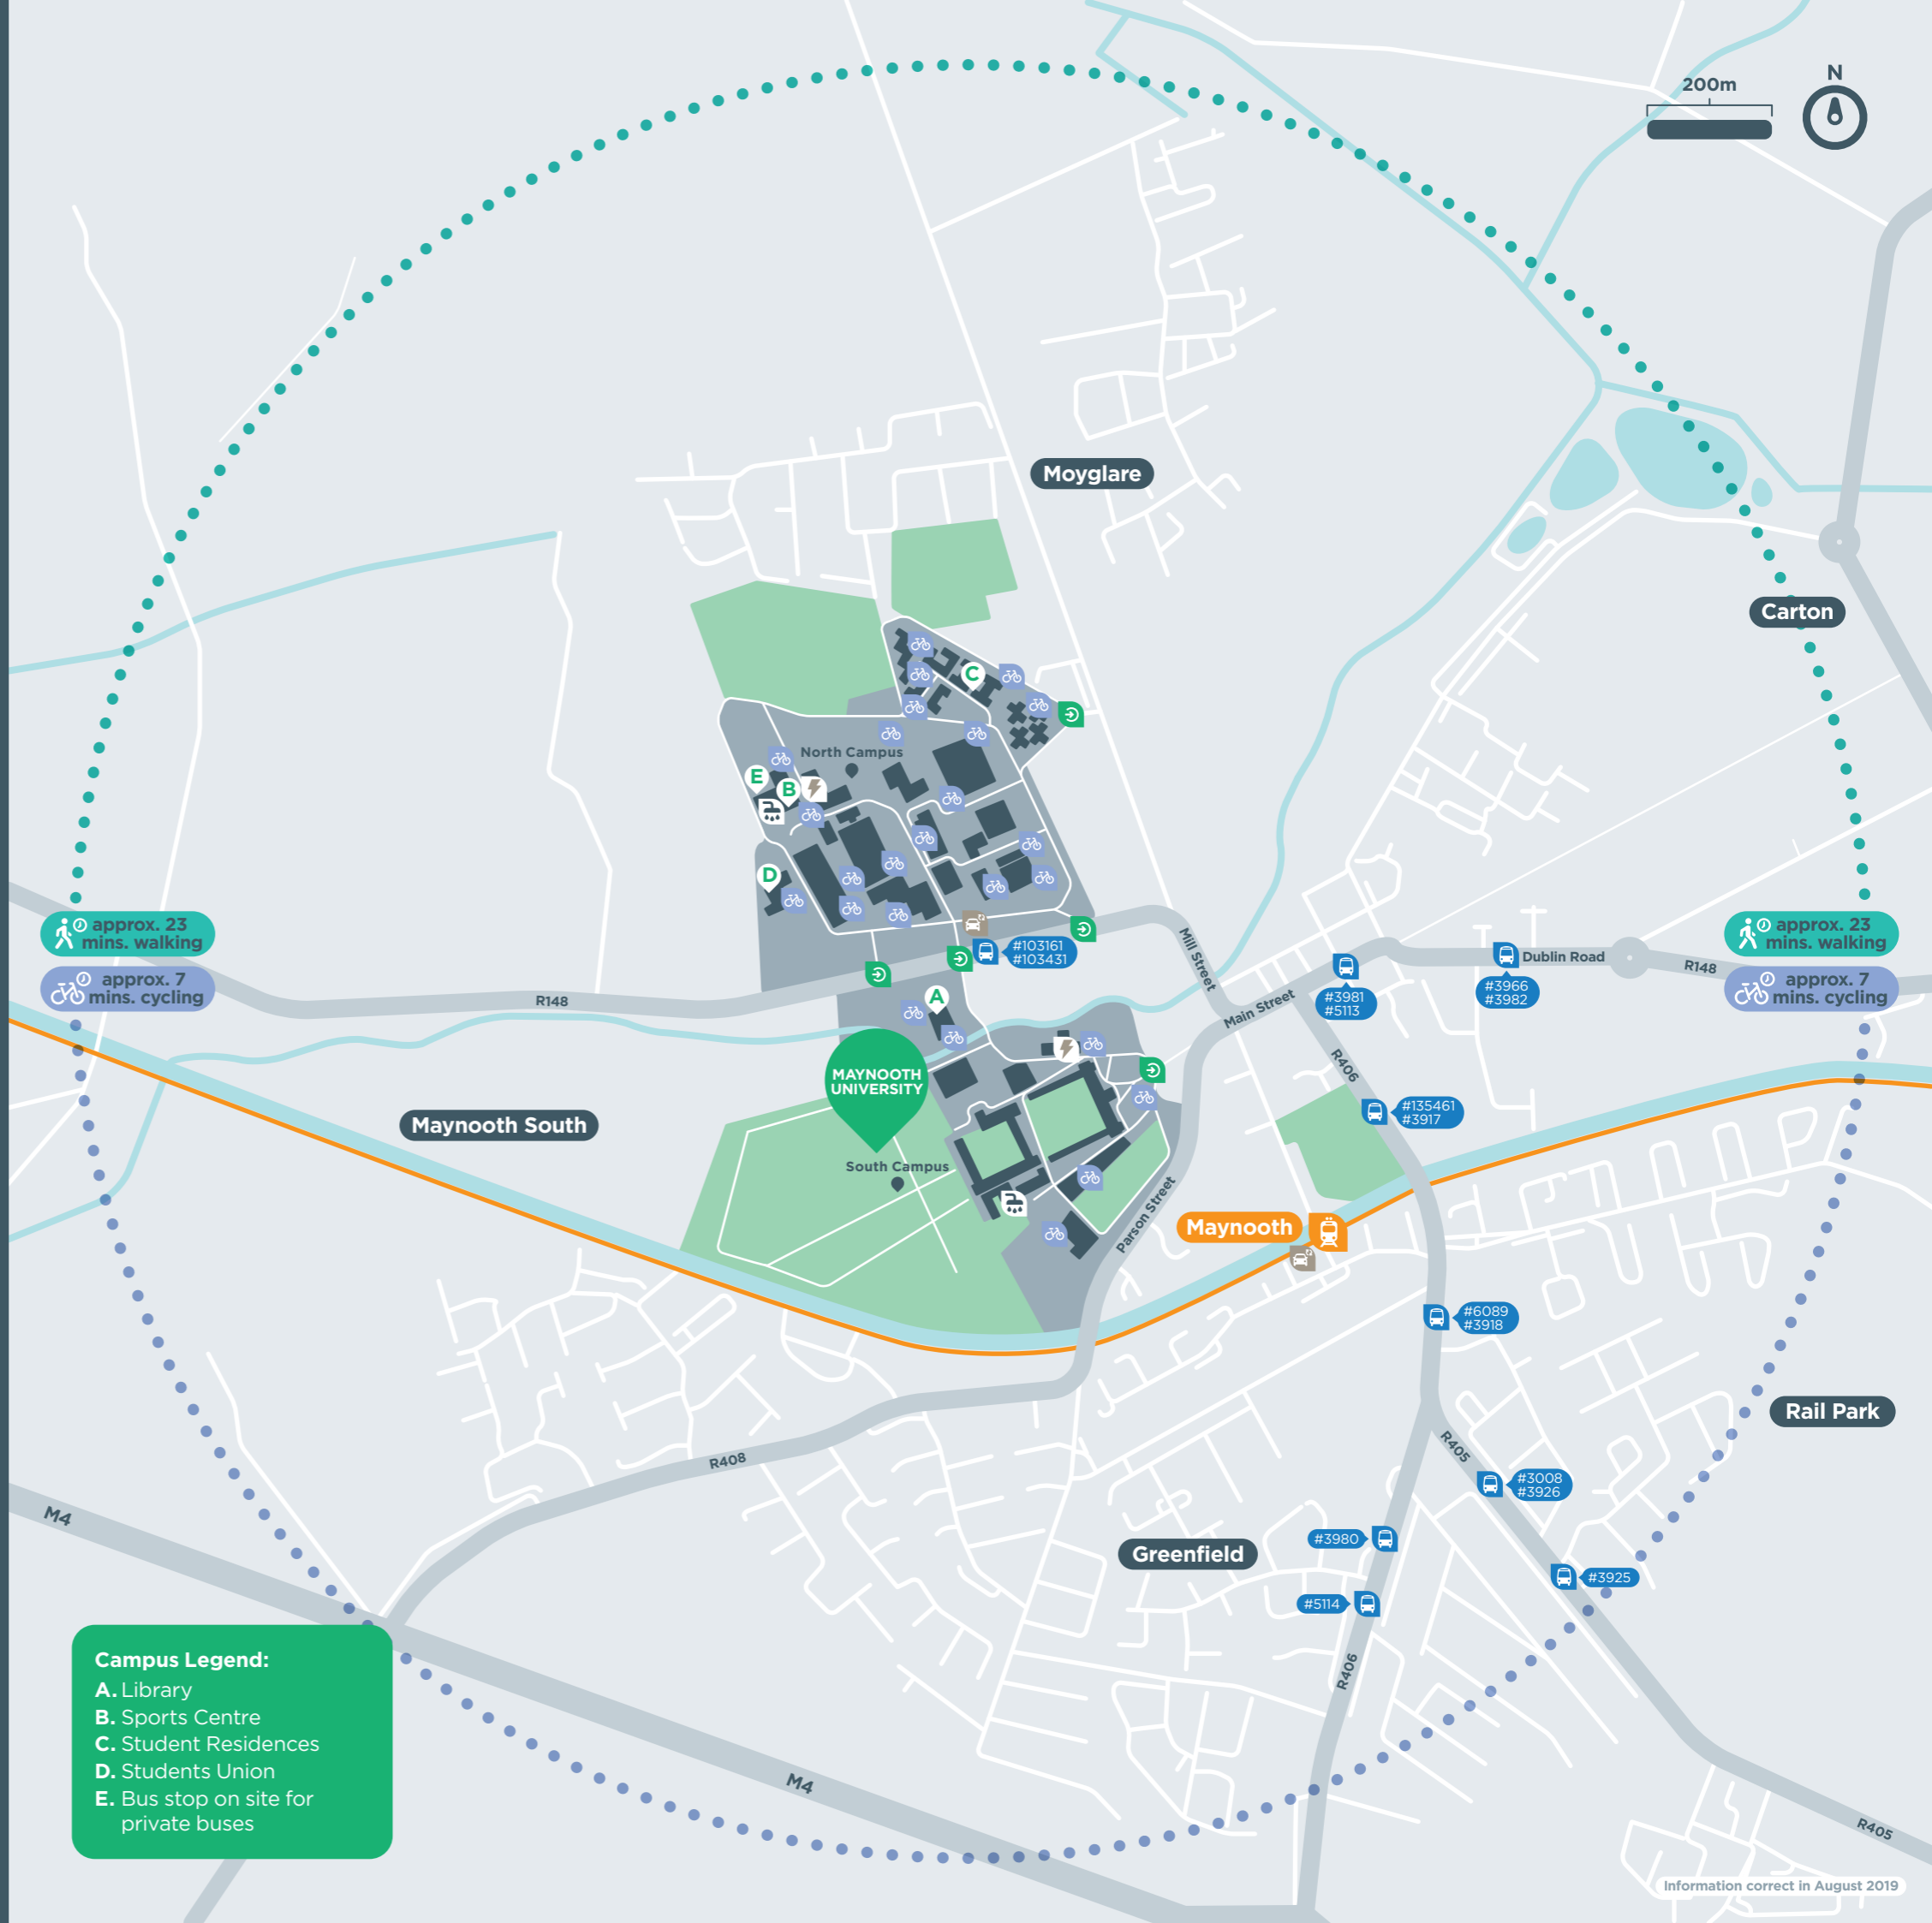 200m
N
Moyglare
Carton
C
North Campus
E
B
D
approx. 23
mins. walking
approx. 7
mins. cycling
#103161
#103431
Mill Street
Main Street
#3981
#5113
Dublin Road
#3966
#3982
R148
approx. 23
mins. walking
approx. 7
mins. cycling
R148
A
MAYNOOTH
UNIVERSITY
R406
#135461
#3917
Maynooth South
South Campus
Parson Street
Maynooth
#6089
#3918
Rail Park
R408
R405
M4
#3008
#3926
#3980
Greenfield
#3925
#5114
R406
M4
R405
Campus Legend:
A. Library
B. Sports Centre
C. Student Residences
D. Students Union
E. Bus stop on site for
private buses
Information correct in August 2019